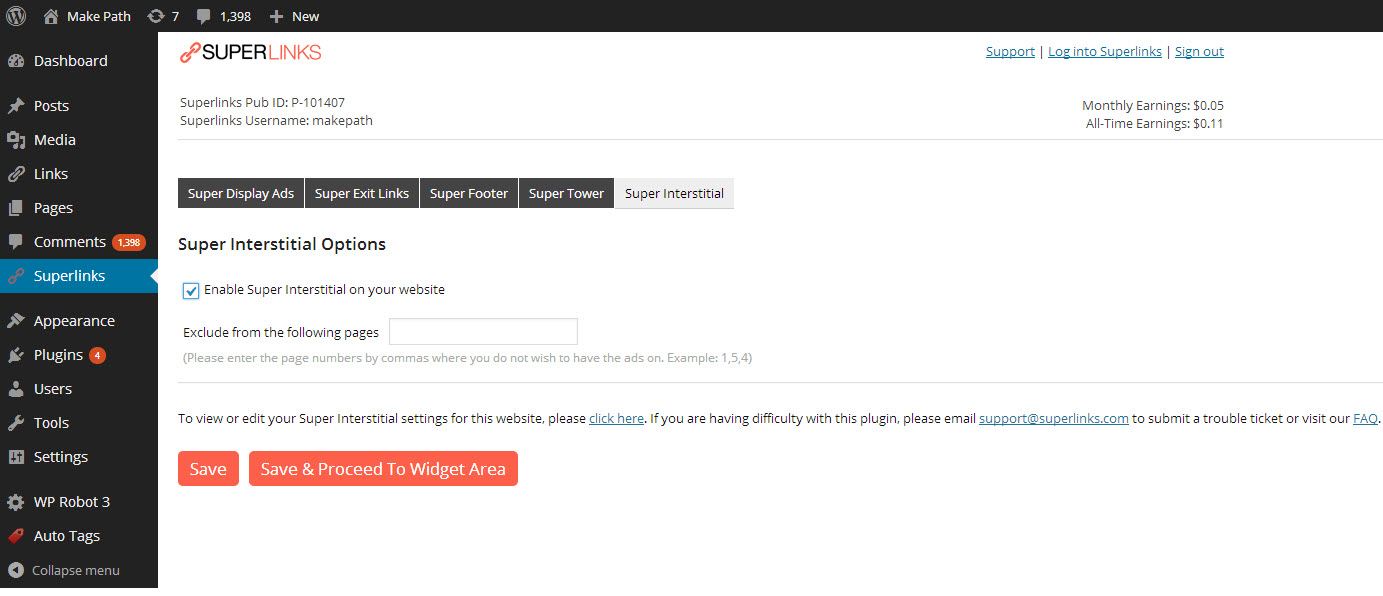 Make Path 7 1,398 New
Dashboard
Posts
Media
Links
Pages
Comments 1,398
Superlinks
Appearance
Plugins 4
Users
Tools
Settings
WP Robot 3
Auto Tags
Collapse menu
SUPERLINKS
Support | Log into Superlinks | Sign out
Superlinks Pub ID: P-101407
Superlinks Username: makepath
Monthly Earnings: $0.05
All-Time Earnings: $0.11
Super Display Ads Super Exit Links Super Footer Super Tower Super Interstitial
Super Interstitial Options
Enable Super Interstitial on your website
Exclude from the following pages
(Please enter the page numbers by commas where you do not wish to have the ads on. Example: 1,5,4)
To view or edit your Super Interstitial settings for this website, please click here. If you are having difficulty with this plugin, please email support@superlinks.com to submit a trouble ticket or visit our FAQ.
Save Save & Proceed To Widget Area